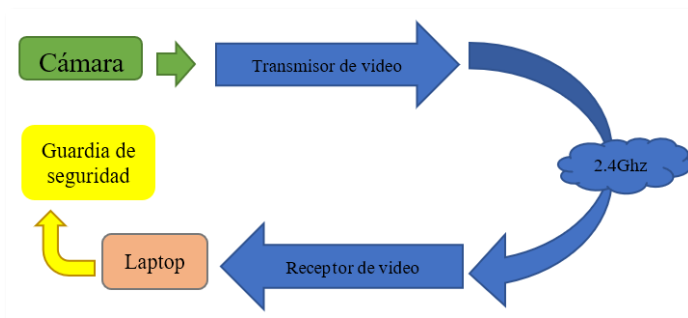 Cámara
Transmisor de video
2.4Ghz
Guardia de
seguridad
Laptop
Receptor de video